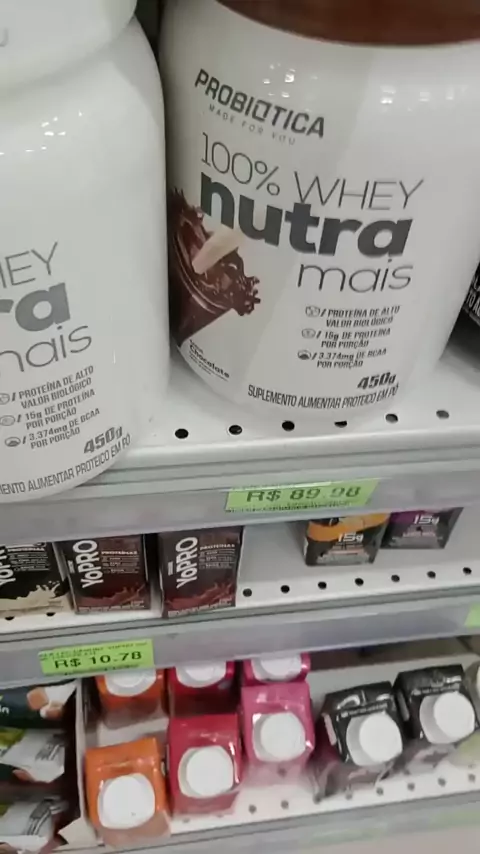 PROBIOTICA
MADE FOR YOU
100% WHEY
nutra
mais
PROTEÍNA DE ALTO
VALOR BIOLÓGICO
15g DE PROTEÍNA
POR PORÇÃO
3.374mg DE BCAA
POR PORÇÃO
Chocolate
450g
SUPLEMENTO ALIMENTAR PROTEICO EM PÓ
HEY
ra
nais
PROTEÍNA DE ALTO
VALOR BIOLÓGICO
15g DE PROTEÍNA
POR PORÇÃO
3.374mg DE BCAA
POR PORÇÃO
450g
ENTO ALIMENTAR PROTEICO EM PÓ
R$ 89.98
YoPRO
YoPRO
YoPRO
15g
15g
R$ 10.78